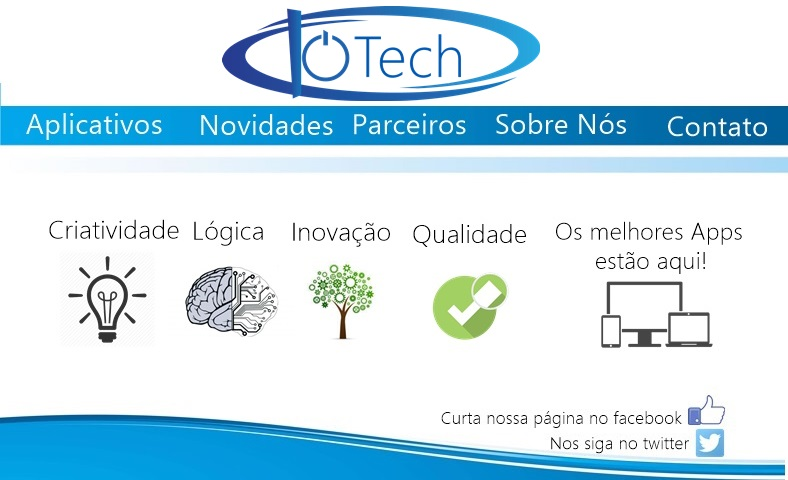 Tech
Aplicativos Novidades Parceiros Sobre Nós Contato
Criatividade Lógica Inovação Qualidade Os melhores Apps
estão aqui!
Curta nossa página no facebook
Nos siga no twitter